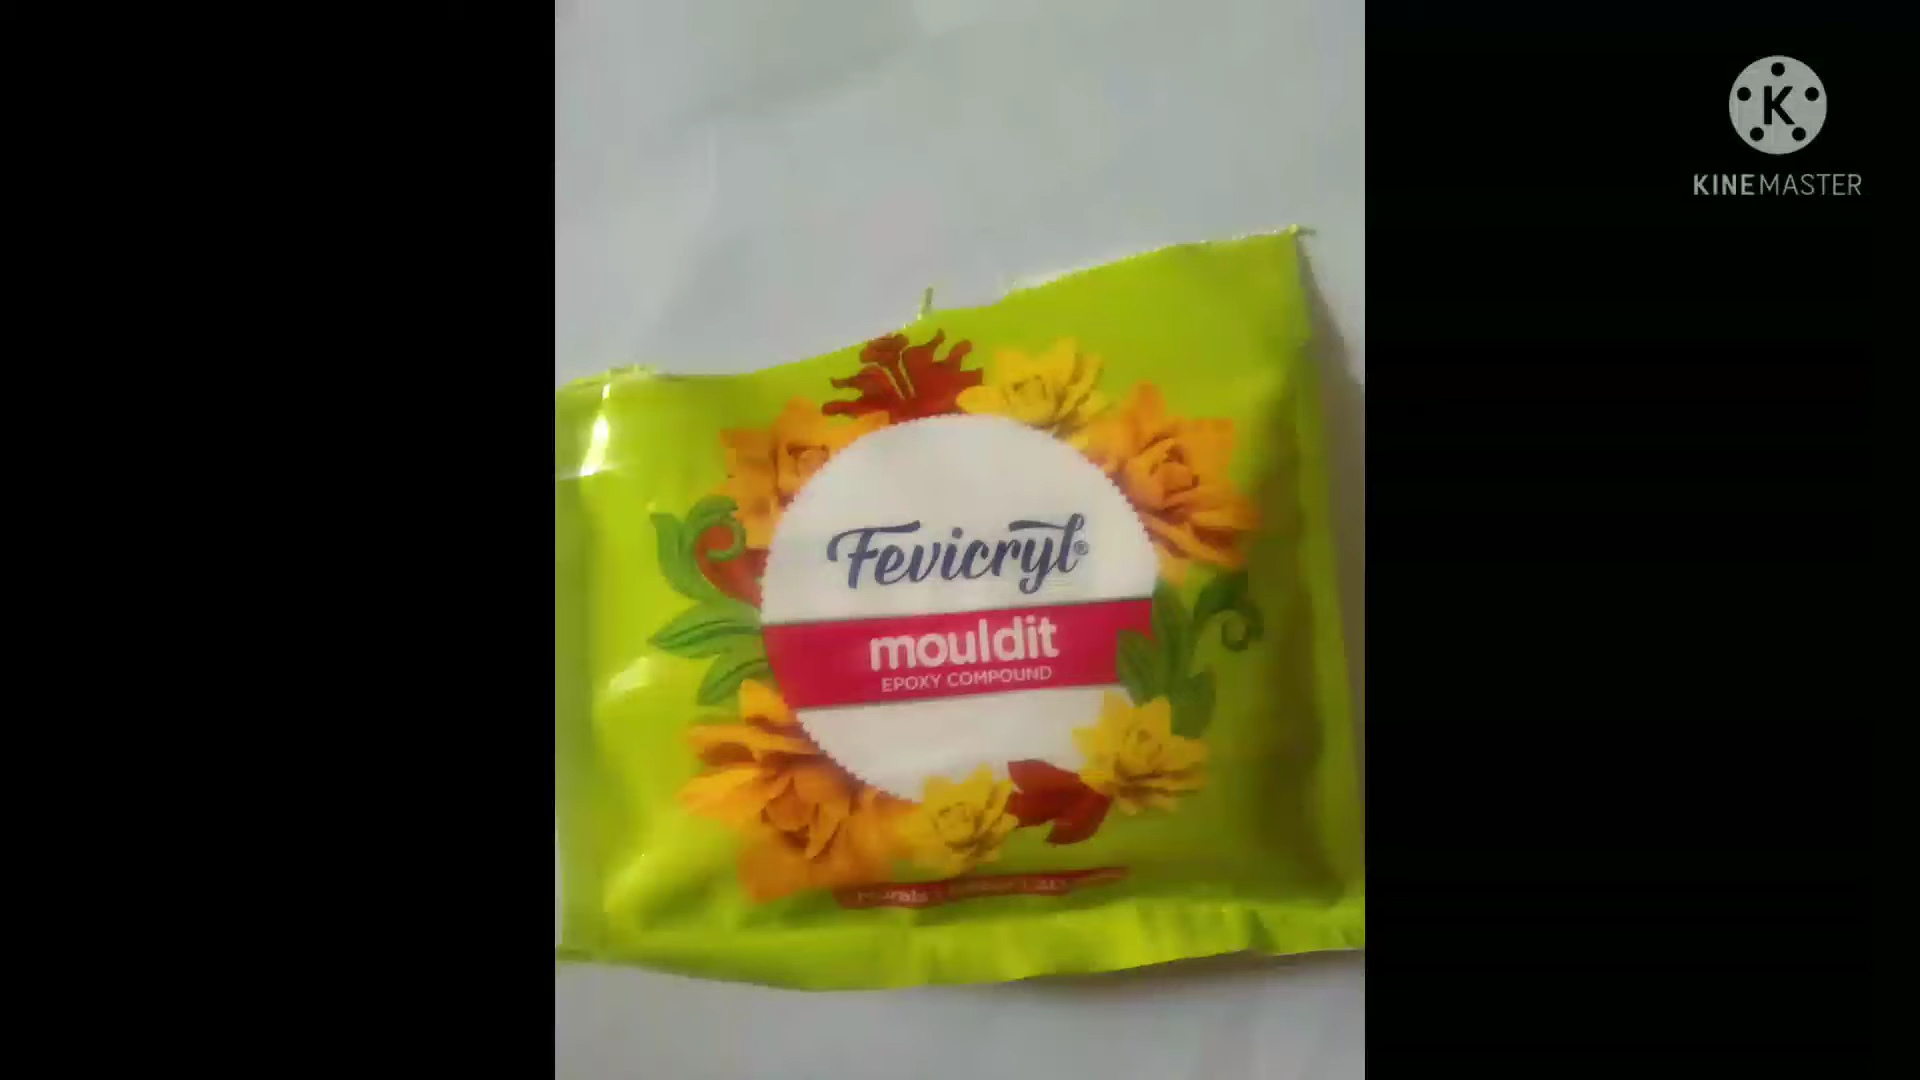 K
KINEMASTER
Fevicryl®
mouldit
EPOXY COMPOUND